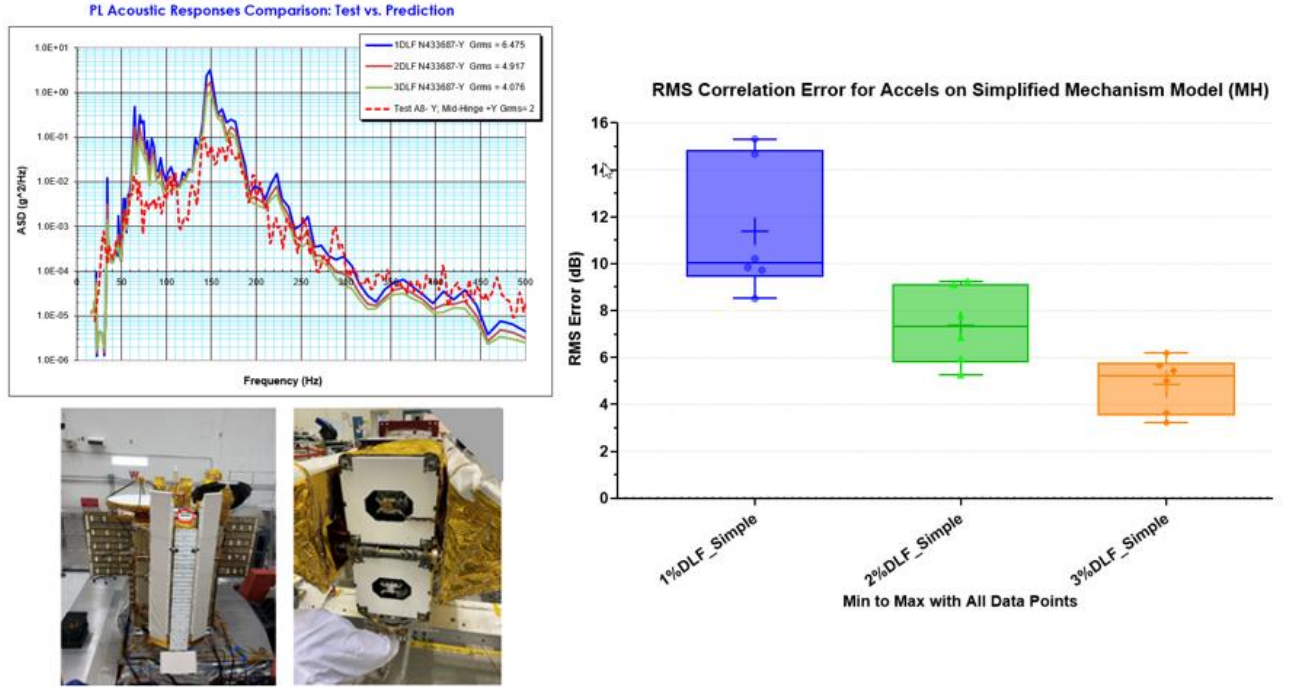 PL Acoustic Responses Comparison: Test vs. Prediction
1DLF N433687-Y Grms = 6.475
2DLF N433687-Y Grms = 4.917
3DLF N433687-Y Grms = 4.076
Test A8- Y; Mid-Hinge +Y Grms= 2
1.0E+01
1.0E+00
1.0E-01
1.0E-02
1.0E-03
1.0E-04
1.0E-05
1.0E-06
ASD (g^2/Hz)
0 50 100 150 200 250 300 350 400 450 500
Frequency (Hz)
RMS Correlation Error for Accels on Simplified Mechanism Model (MH)
16
14
12
10
8
6
4
2
0
RMS Error (dB)
1%DLF_Simple
2%DLF_Simple
3%DLF_Simple
Min to Max with All Data Points